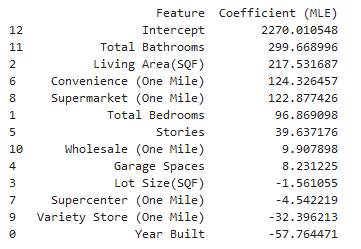 Feature Coefficient (MLE)
12 Intercept 2270.010548
11 Total Bathrooms 299.668996
2 Living Area(SQF) 217.531687
6 Convenience (One Mile) 124.326457
8 Supermarket (One Mile) 122.877426
1 Total Bedrooms 96.869098
5 Stories 39.637176
10 Wholesale (One Mile) 9.907898
4 Garage Spaces 8.231225
3 Lot Size(SQF) -1.561055
7 Supercenter (One Mile) -4.542219
9 Variety Store (One Mile) -32.396213
0 Year Built -57.764471